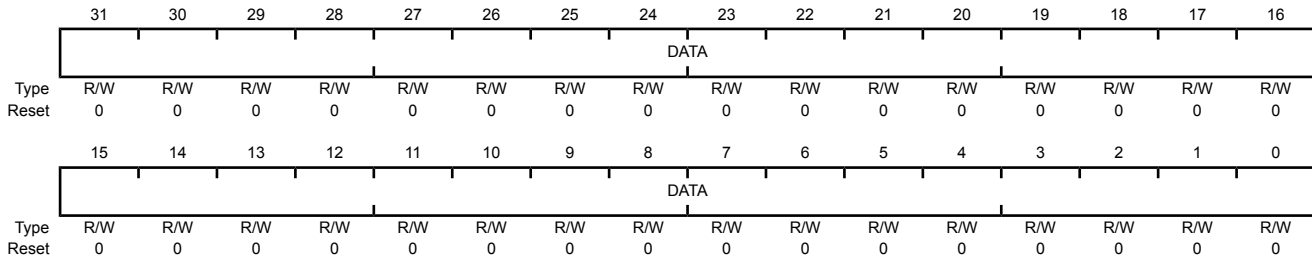 31 30 29 28 27 26 25 24 23 22 21 20 19 18 17 16
DATA
Type R/W R/W R/W R/W R/W R/W R/W R/W R/W R/W R/W R/W R/W R/W R/W R/W
Reset 0 0 0 0 0 0 0 0 0 0 0 0 0 0 0 0
15 14 13 12 11 10 9 8 7 6 5 4 3 2 1 0
DATA
Type R/W R/W R/W R/W R/W R/W R/W R/W R/W R/W R/W R/W R/W R/W R/W R/W
Reset 0 0 0 0 0 0 0 0 0 0 0 0 0 0 0 0